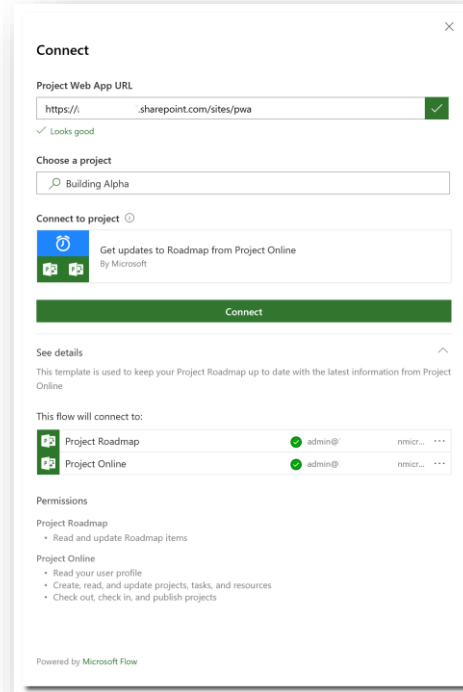 Connect
Project Web App URL
https:// .sharepoint.com/sites/pwa
Looks good
Choose a project
Building Alpha
Connect to project
Get updates to Roadmap from Project Online
By Microsoft
Connect
See details
This template is used to keep your Project Roadmap up to date with the latest information from Project
Online
This flow will connect to:
Project Roadmap admin@ nmicr... ···
Project Online admin@ nmicr... ···
Permissions
Project Roadmap
• Read and update Roadmap items
Project Online
• Read your user profile
• Create, read, and update projects, tasks, and resources
• Check out, check in, and publish projects
Powered by Microsoft Flow